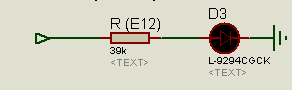 D3
R (E12)
39k
<TEXT>
L-9294CGCK
<TEXT>